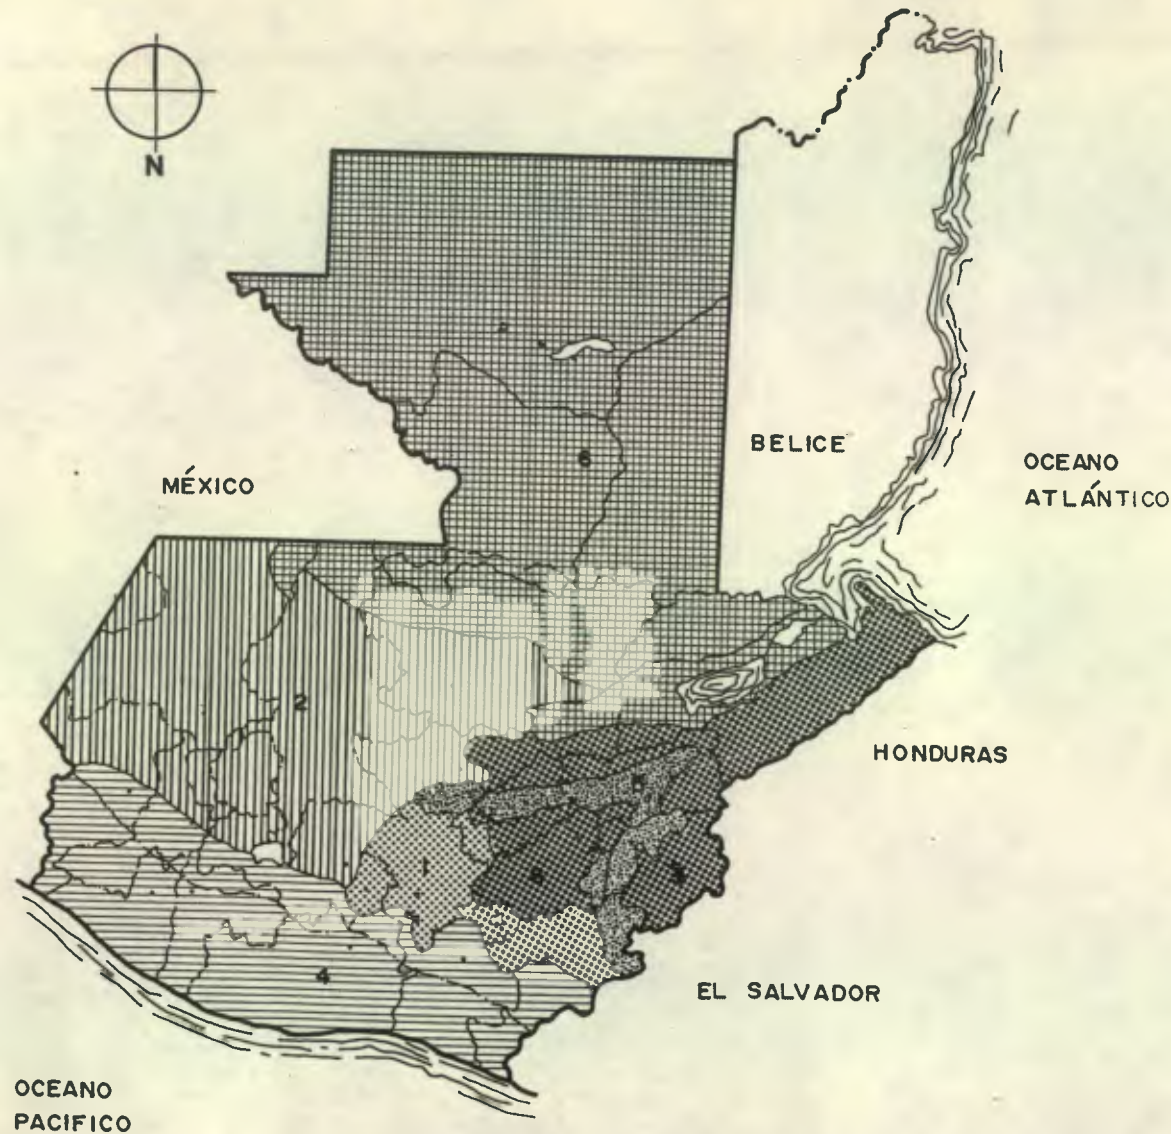 N
6
BELICE
OCEANO
ATLÁNTICO
MÉXICO
2
HONDURAS
1
4
EL SALVADOR
OCEANO
PACIFICO